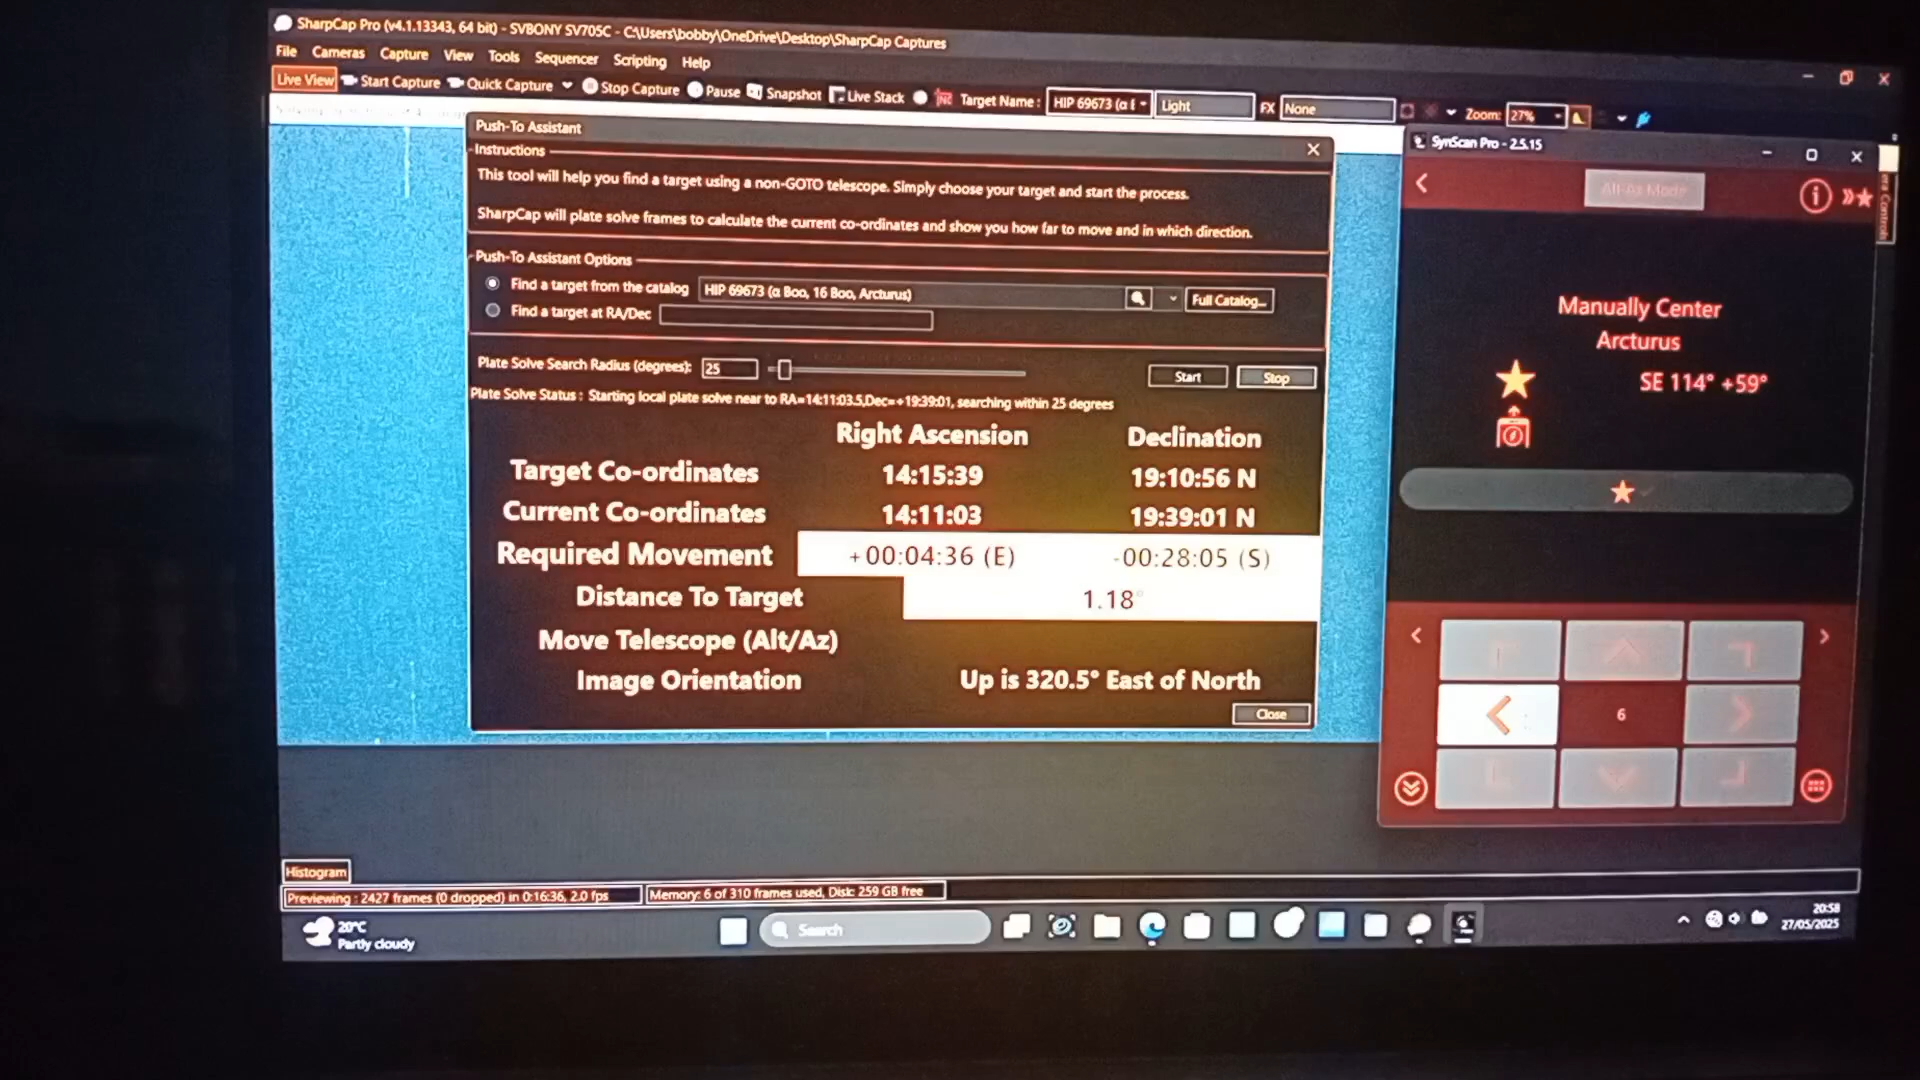 SharpCap Pro (v4.1.13343, 64 bit) - SVBONY SV705C - C:\Users\bobby\OneDrive\Desktop\SharpCap Captures
File Cameras Capture View Tools Sequencer Scripting Help
Live View Start Capture Quick Capture Stop Capture Pause Snapshot Live Stack Target Name : HIP 69673 (α Light FX None Zoom: 27%
Push-To Assistant
Instructions
This tool will help you find a target using a non-GOTO telescope. Simply choose your target and start the process.
SharpCap will plate solve frames to calculate the current co-ordinates and show you how far to move and in which direction.
Push-To Assistant Options
Find a target from the catalog HIP 69673 (α Boo, 16 Boo, Arcturus) Full Catalog...
Find a target at RA/Dec
Plate Solve Search Radius (degrees): 25 Start Stop
Plate Solve Status : Starting local plate solve near to RA=14:11:03.5,Dec=+19:39:01, searching within 25 degrees
Right Ascension Declination
Target Co-ordinates 14:15:39 19:10:56 N
Current Co-ordinates 14:11:03 19:39:01 N
Required Movement +00:04:36 (E) -00:28:05 (S)
Distance To Target 1.18°
Move Telescope (Alt/Az)
Image Orientation Up is 320.5° East of North
Close
SynScan Pro - 2.5.15
Alt-Az Mode
Controls
Manually Center
Arcturus
SE 114° +59°
6
Histogram
Previewing : 2427 frames (0 dropped) in 0:16:36, 2.0 fps Memory: 6 of 310 frames used, Disk: 259 GB free
20°C
Partly cloudy
Search
20:58
27/05/2025